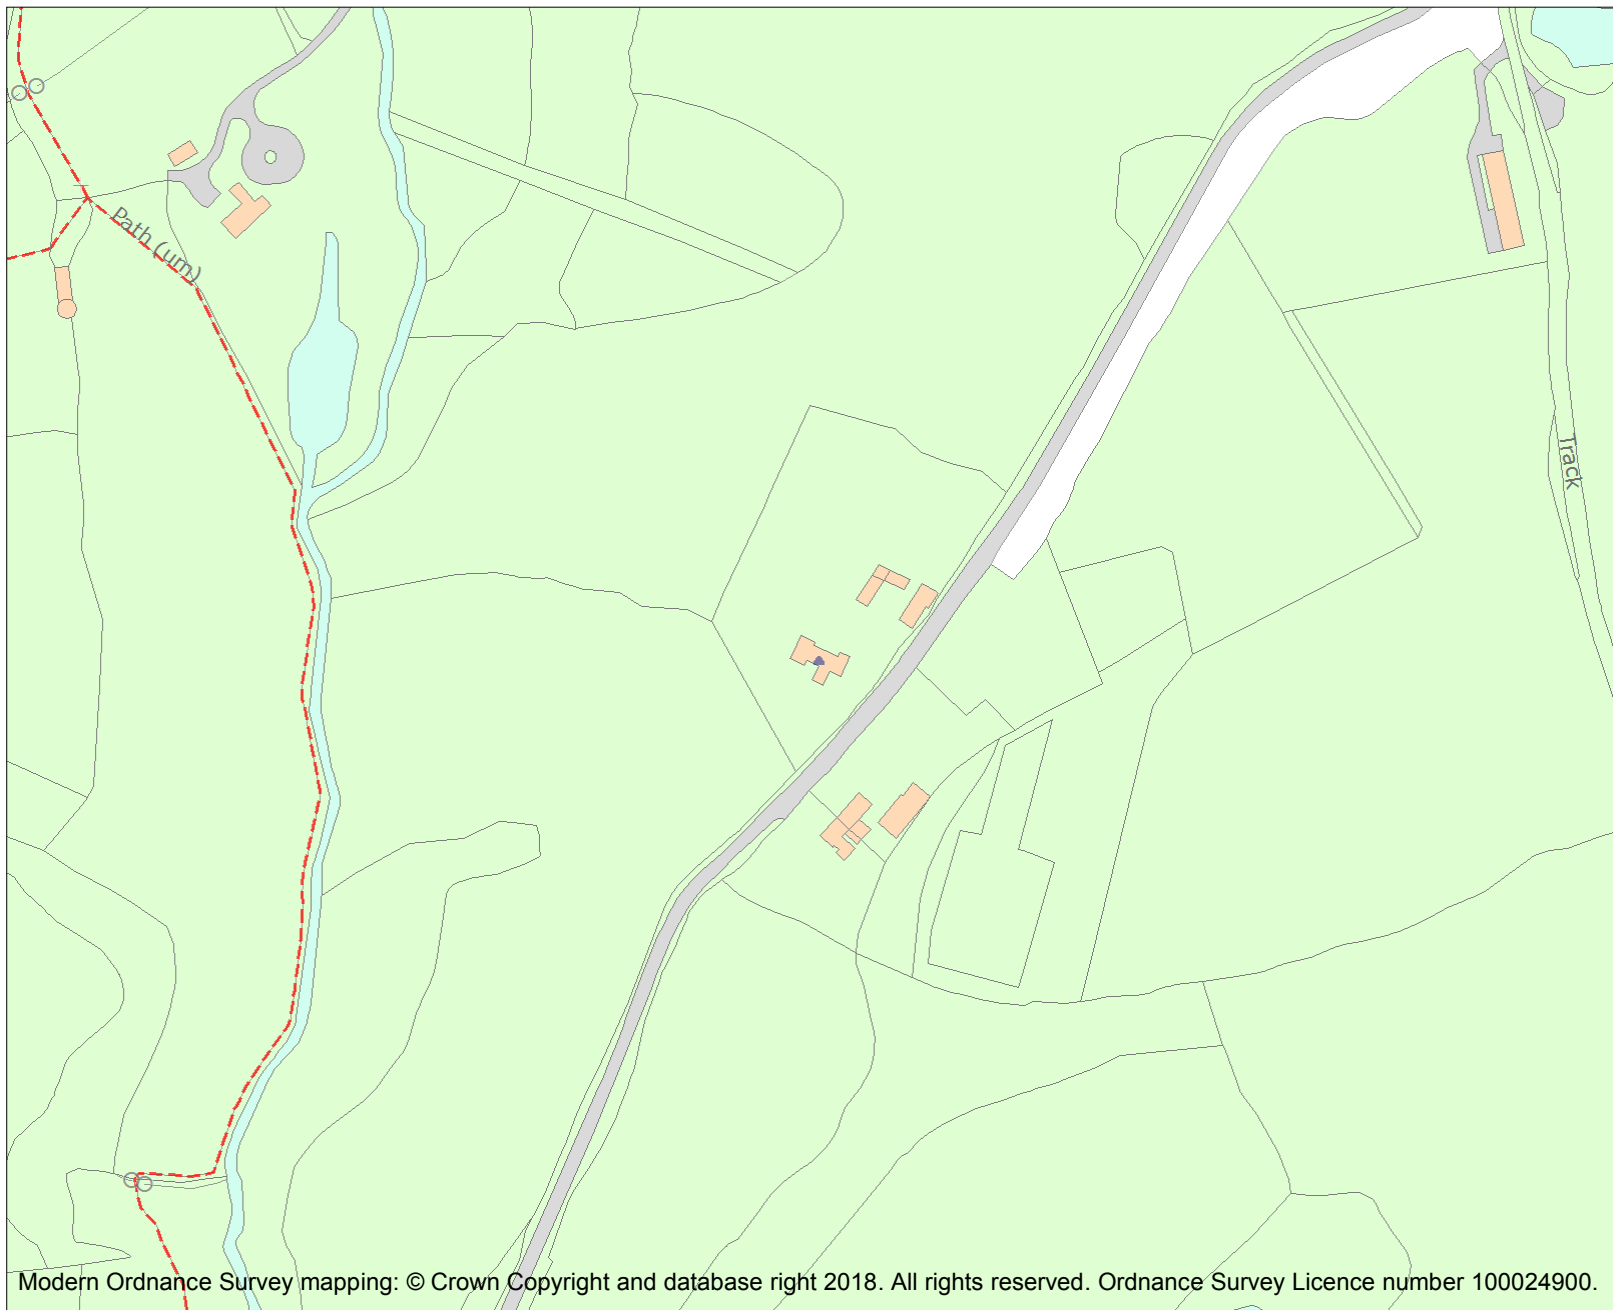 Path (um)
Track
Modern Ordnance Survey mapping: © Crown Copyright and database right 2018. All rights reserved. Ordnance Survey Licence number 100024900.